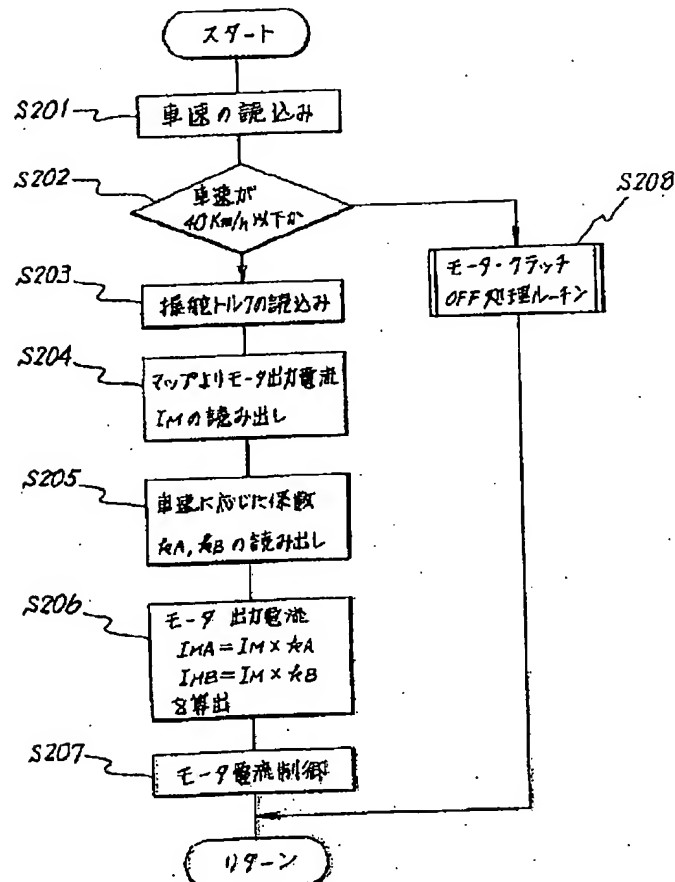 スタート
S201
車速の読込み
S202
車速が
40Km/h以下か
S208
モータ・クラッチ
OFF処理ルーチン
S203
操舵トルクの読込み
S204
マップよりモータ出力電流
IMの読み出し
S205
車速に応じた係数
kA, kBの読み出し
S206
モータ出力電流
IMA=IM×kA
IMB=IM×kB
を算出
S207
モータ電流制御
リターン